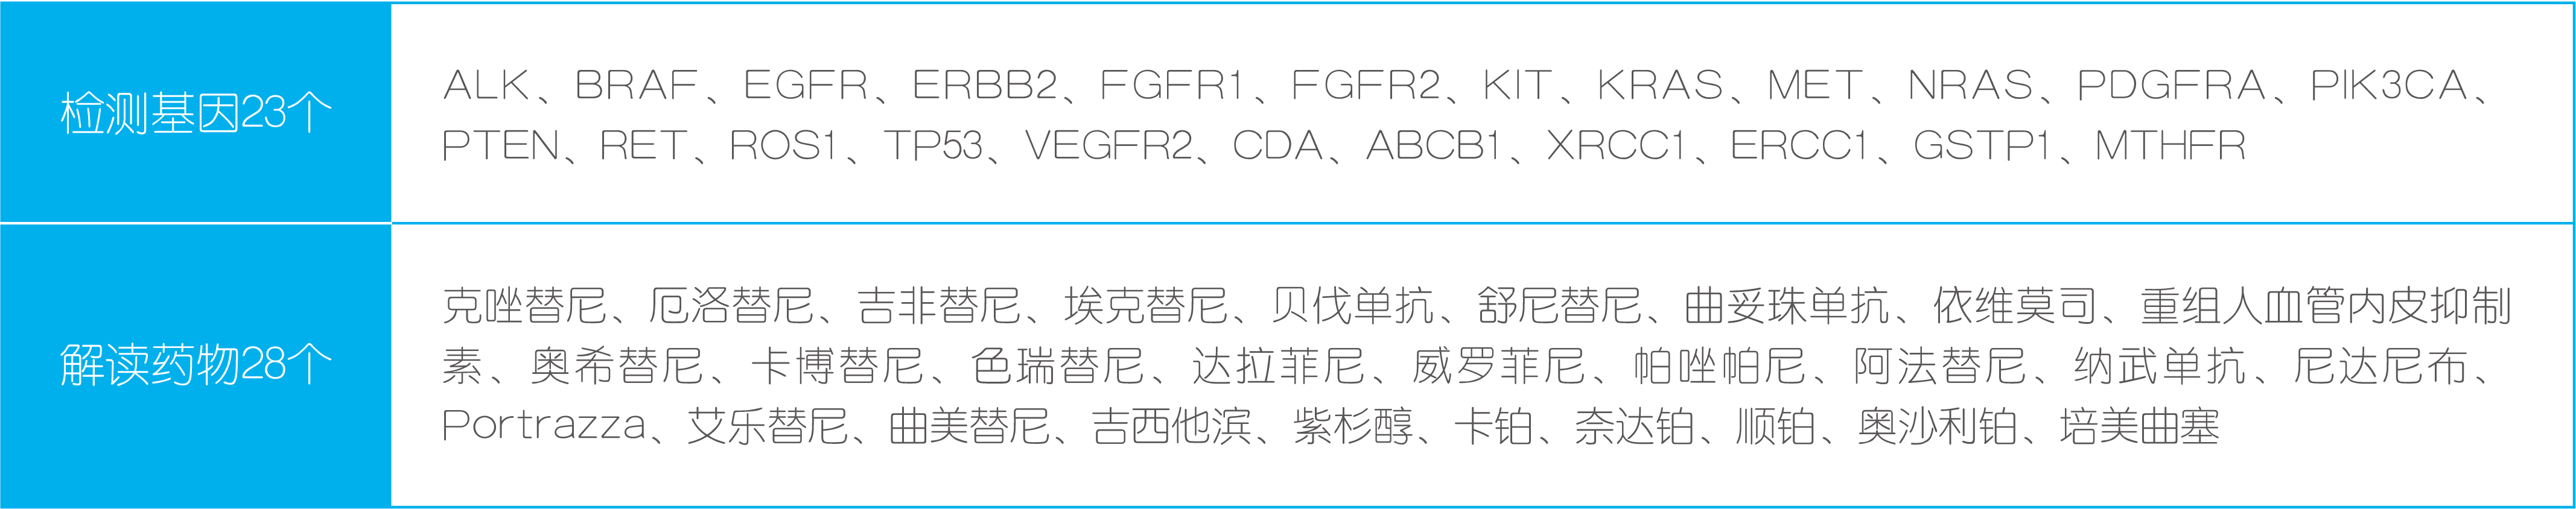 检测基因23个
ALK、BRAF、EGFR、ERBB2、FGFR1、FGFR2、KIT、KRAS、MET、NRAS、PDGFRA、PIK3CA、
PTEN、RET、ROS1、TP53、VEGFR2、CDA、ABCB1、XRCC1、ERCC1、GSTP1、MTHFR
解读药物28个
克唑替尼、厄洛替尼、吉非替尼、埃克替尼、贝伐单抗、舒尼替尼、曲妥珠单抗、依维莫司、重组人血管内皮抑制
素、奥希替尼、卡博替尼、色瑞替尼、达拉菲尼、威罗菲尼、帕唑帕尼、阿法替尼、纳武单抗、尼达尼布、
Portrazza、艾乐替尼、曲美替尼、吉西他滨、紫杉醇、卡铂、奈达铂、顺铂、奥沙利铂、培美曲塞